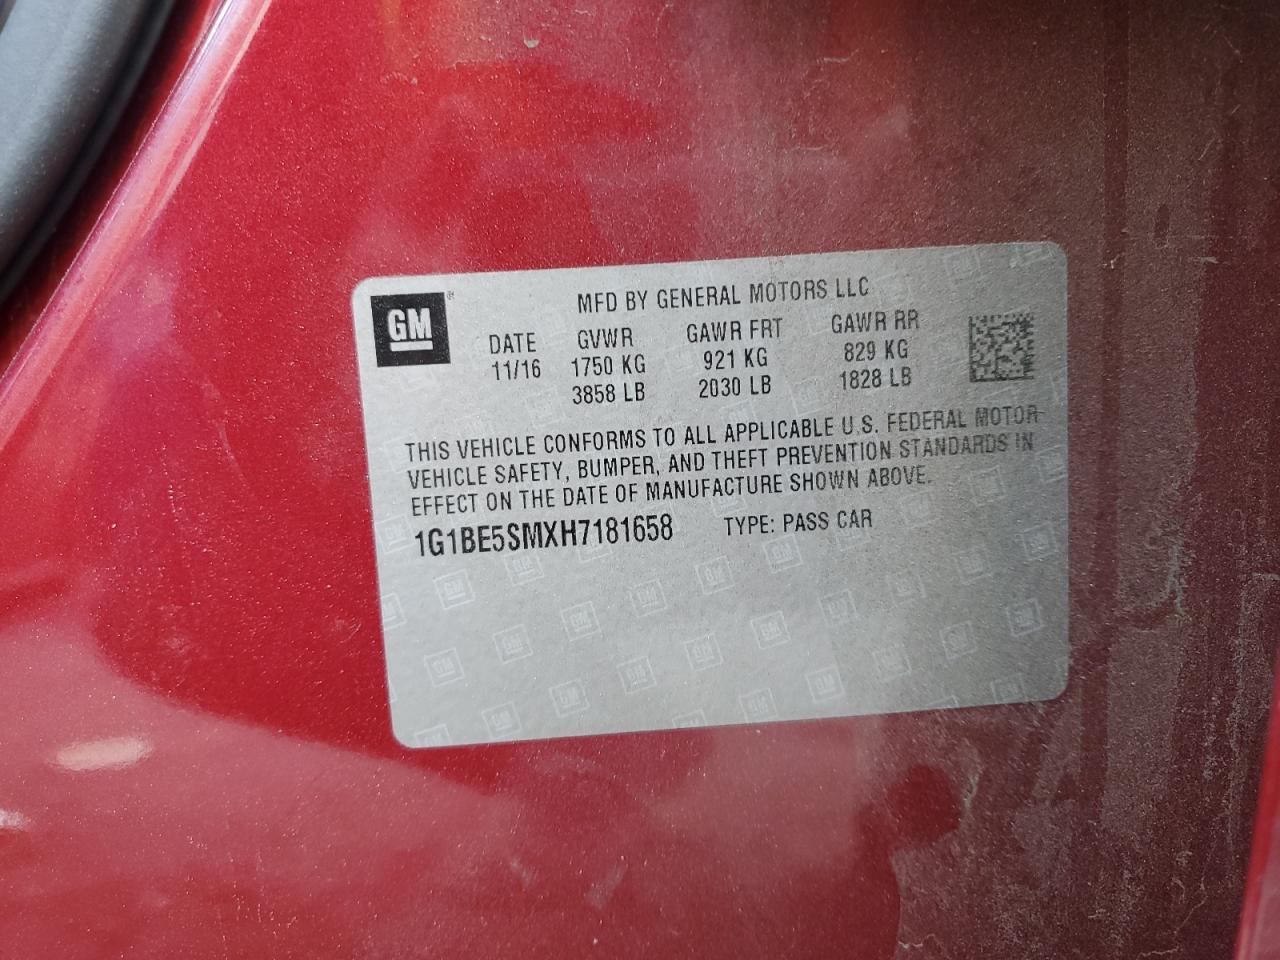 GM
MFD BY GENERAL MOTORS LLC
DATE GVWR GAWR FRT GAWR RR
11/16 1750 KG 921 KG 829 KG
3858 LB 2030 LB 1828 LB
THIS VEHICLE CONFORMS TO ALL APPLICABLE U.S. FEDERAL MOTOR
VEHICLE SAFETY, BUMPER, AND THEFT PREVENTION STANDARDS IN
EFFECT ON THE DATE OF MANUFACTURE SHOWN ABOVE.
1G1BE5SMXH7181658 TYPE: PASS CAR